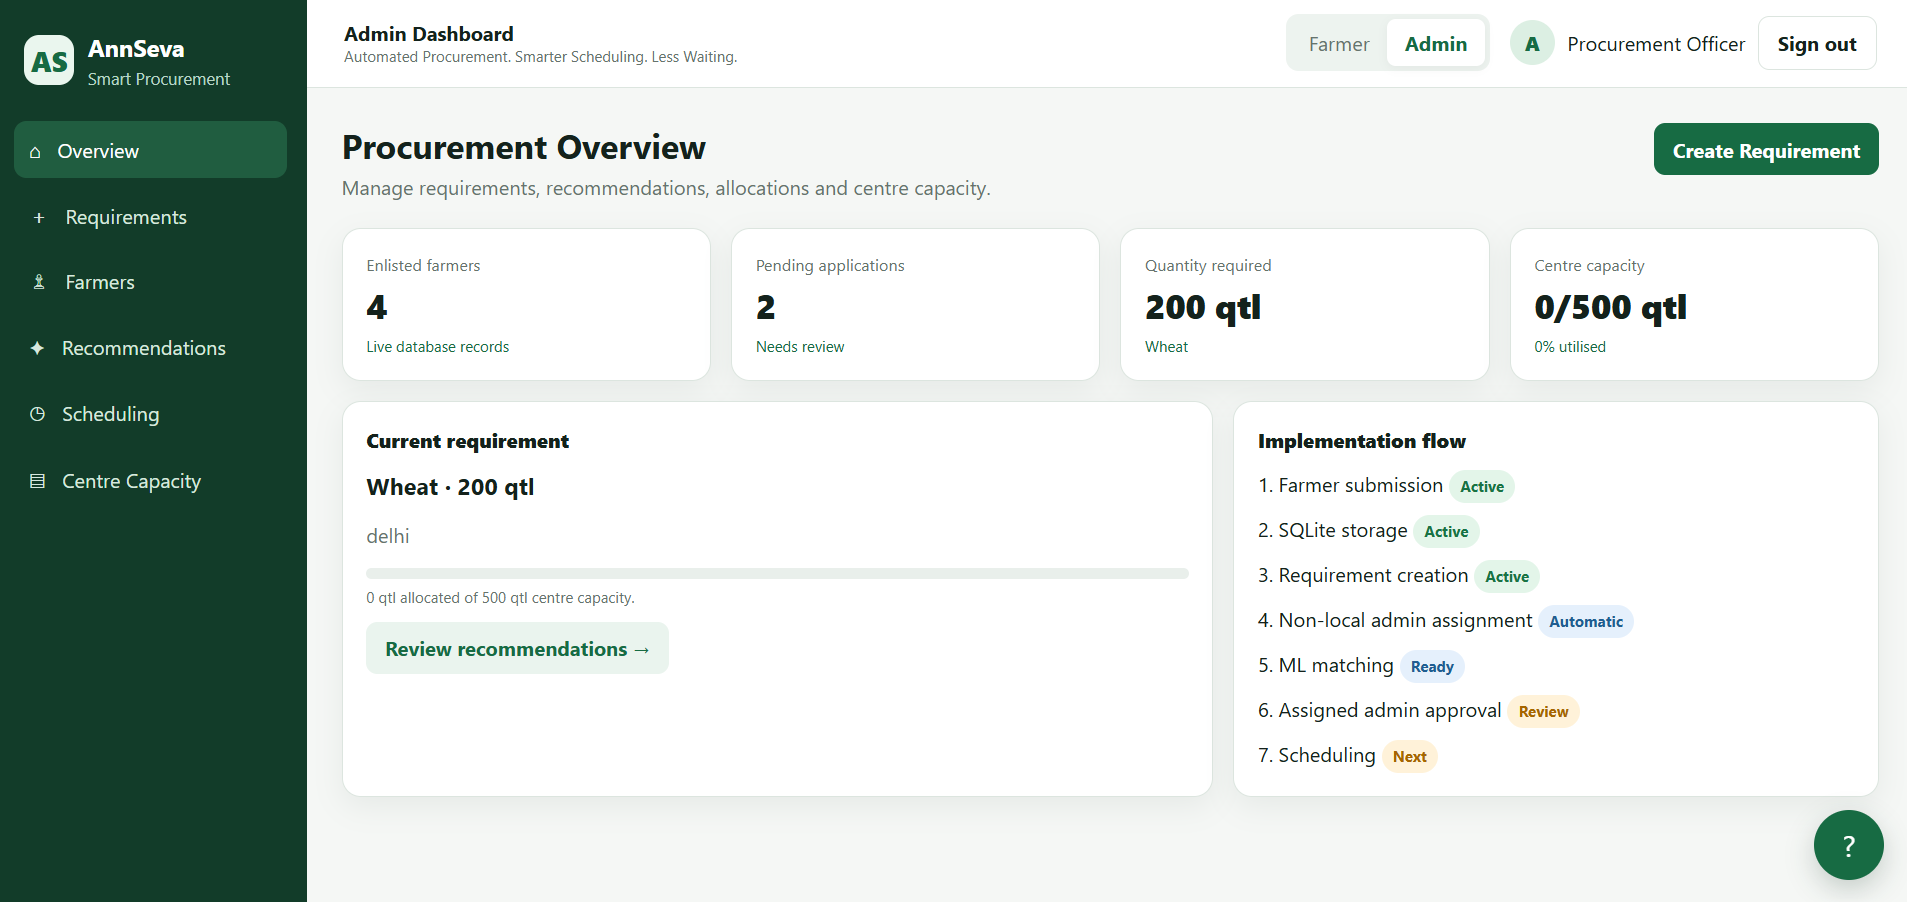 AS
AnnSeva
Smart Procurement
Overview
Requirements
Farmers
Recommendations
Scheduling
Centre Capacity
Admin Dashboard
Automated Procurement. Smarter Scheduling. Less Waiting.
Farmer
Admin
A
Procurement Officer
Sign out
Procurement Overview
Manage requirements, recommendations, allocations and centre capacity.
Create Requirement
Enlisted farmers
4
Live database records
Pending applications
2
Needs review
Quantity required
200 qtl
Wheat
Centre capacity
0/500 qtl
0% utilised
Current requirement
Wheat · 200 qtl
delhi
0 qtl allocated of 500 qtl centre capacity.
Review recommendations →
Implementation flow
1. Farmer submission Active
2. SQLite storage Active
3. Requirement creation Active
4. Non-local admin assignment Automatic
5. ML matching Ready
6. Assigned admin approval Review
7. Scheduling Next
?